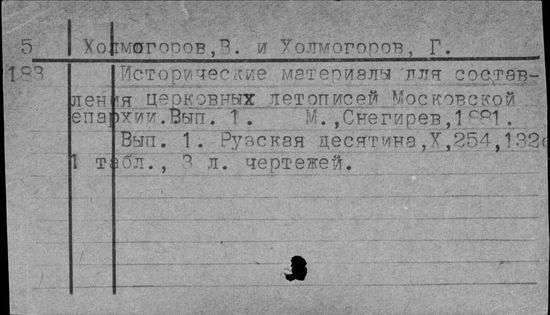 5 Холмогоров,В. и Холмогоров, Г.
183 Исторические материалы для состав-
ления церковных летописей Московской
епархии.Вып. 1. М.,Снегирев,1881.
Вып. 1. Рузская десятина,X,254,132с
1 табл., 3 л. чертежей.